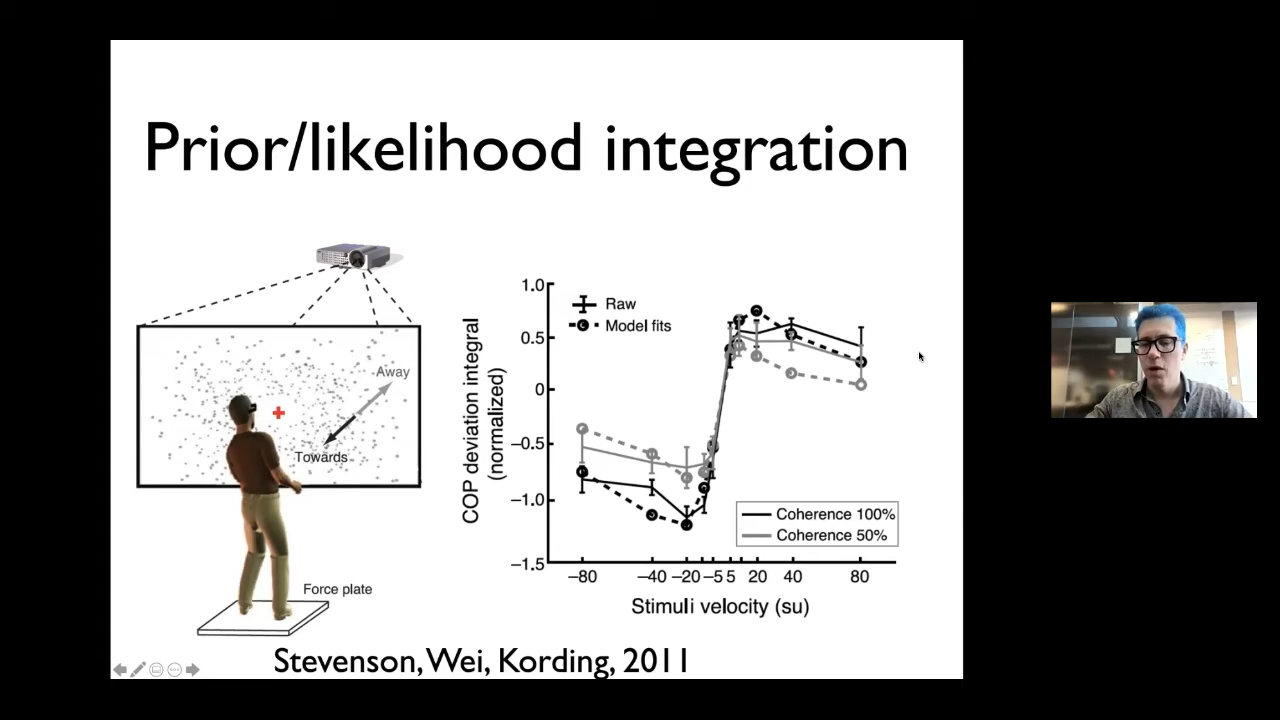 Prior/likelihood integration
Away
Towards
Force plate
COP deviation integral
(normalized)
1.0
0.5
0
−0.5
−1.0
−1.5
Raw
Model fits
Coherence 100%
Coherence 50%
−80 −40 −20 −5 5 20 40 80
Stimuli velocity (su)
Stevenson, Wei, Kording, 2011